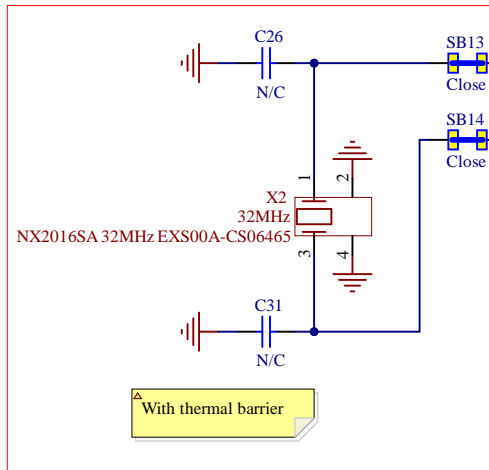 C26
N/C
SB13
Close
SB14
Close
1
2
X2
32MHz
NX2016SA 32MHz EXS00A-CS06465
3
4
C31
N/C
With thermal barrier